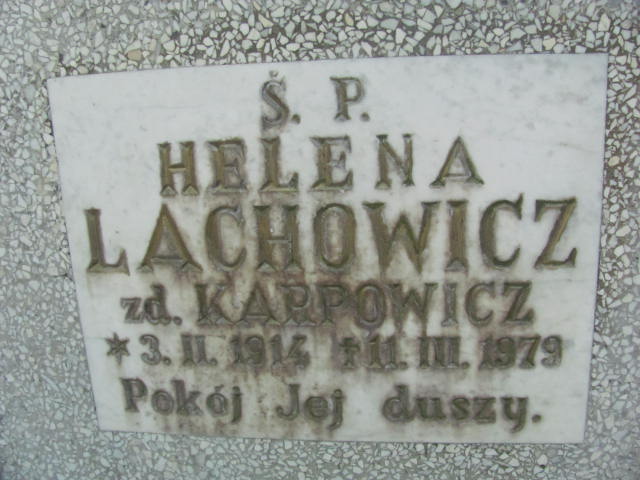 Ś. P.
HELENA
LACHOWICZ
zd. KARPOWICZ
* 3. II. 1914 † 11. III. 1979
Pokój Jej duszy.